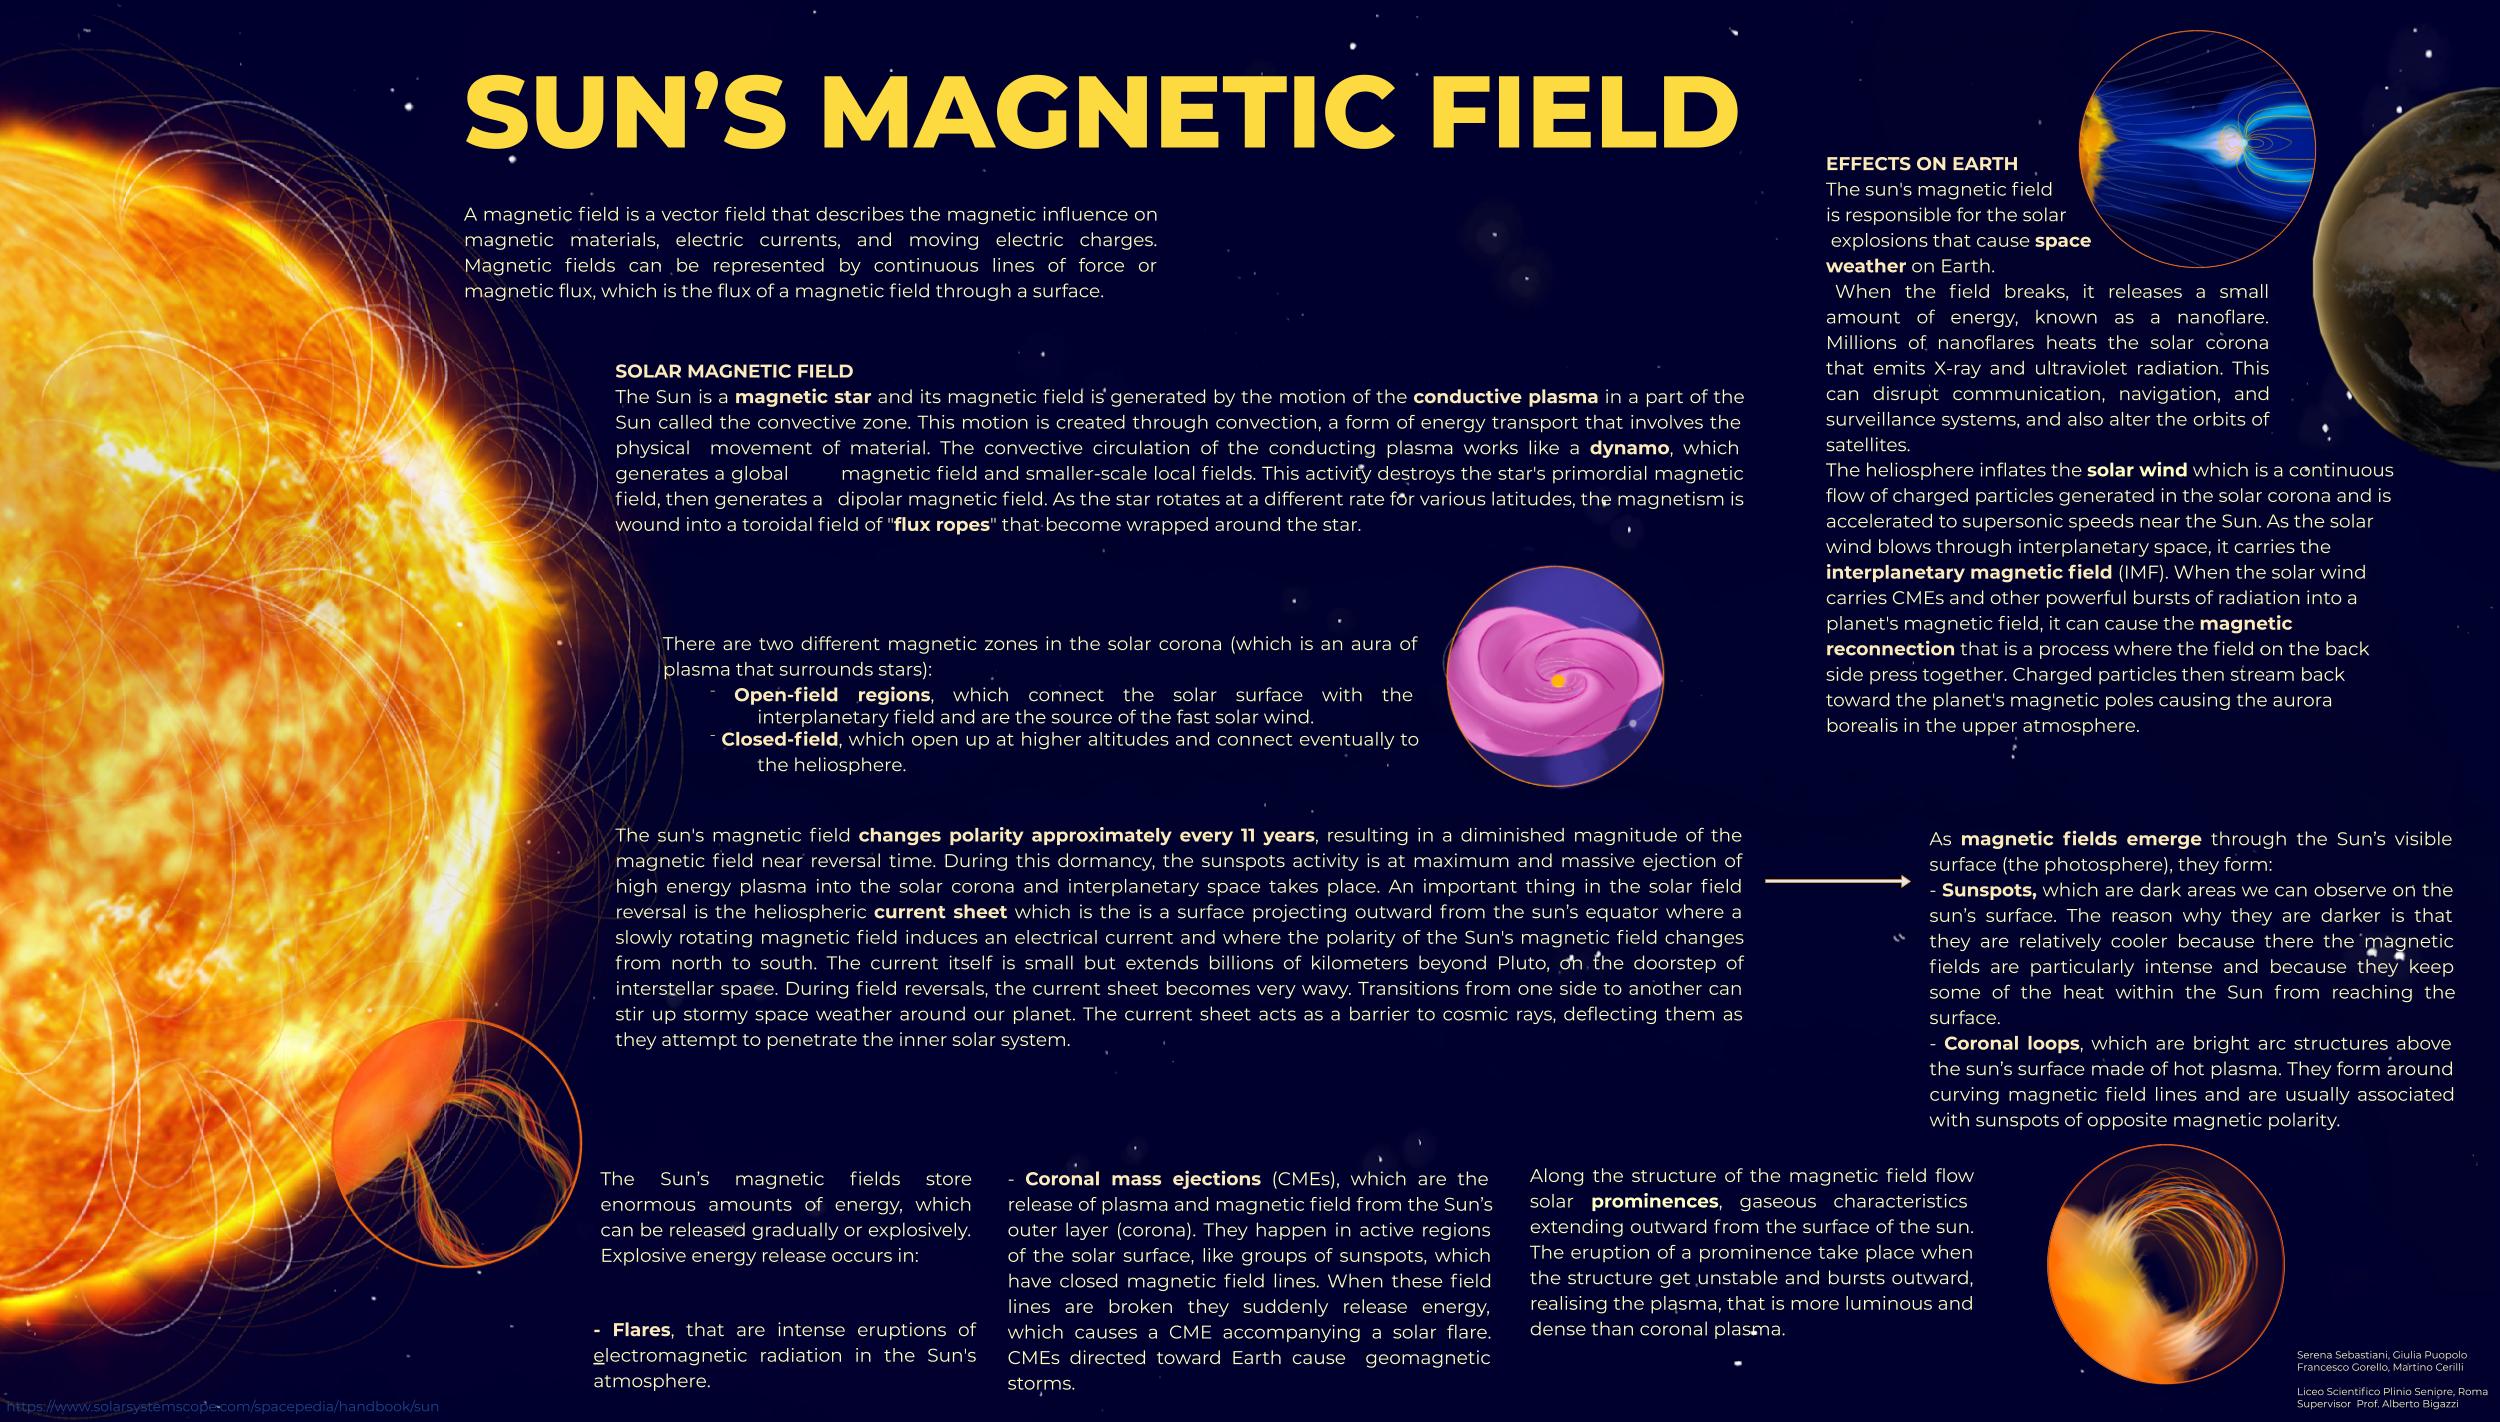 SUN’S MAGNETIC FIELD
A magnetic field is a vector field that describes the magnetic influence on
magnetic materials, electric currents, and moving electric charges.
Magnetic fields can be represented by continuous lines of force or
magnetic flux, which is the flux of a magnetic field through a surface.
SOLAR MAGNETIC FIELD
The Sun is a magnetic star and its magnetic field is generated by the motion of the conductive plasma in a part of the
Sun called the convective zone. This motion is created through convection, a form of energy transport that involves the
physical movement of material. The convective circulation of the conducting plasma works like a dynamo, which
generates a global magnetic field and smaller-scale local fields. This activity destroys the star's primordial magnetic
field, then generates a dipolar magnetic field. As the star rotates at a different rate for various latitudes, the magnetism is
wound into a toroidal field of "flux ropes" that become wrapped around the star.
There are two different magnetic zones in the solar corona (which is an aura of
plasma that surrounds stars):
- Open-field regions, which connect the solar surface with the
interplanetary field and are the source of the fast solar wind.
- Closed-field, which open up at higher altitudes and connect eventually to
the heliosphere.
The sun's magnetic field changes polarity approximately every 11 years, resulting in a diminished magnitude of the
magnetic field near reversal time. During this dormancy, the sunspots activity is at maximum and massive ejection of
high energy plasma into the solar corona and interplanetary space takes place. An important thing in the solar field
reversal is the heliospheric current sheet which is the is a surface projecting outward from the sun’s equator where a
slowly rotating magnetic field induces an electrical current and where the polarity of the Sun's magnetic field changes
from north to south. The current itself is small but extends billions of kilometers beyond Pluto, on the doorstep of
interstellar space. During field reversals, the current sheet becomes very wavy. Transitions from one side to another can
stir up stormy space weather around our planet. The current sheet acts as a barrier to cosmic rays, deflecting them as
they attempt to penetrate the inner solar system.
The Sun’s magnetic fields store
enormous amounts of energy, which
can be released gradually or explosively.
Explosive energy release occurs in:
- Flares, that are intense eruptions of
electromagnetic radiation in the Sun's
atmosphere.
- Coronal mass ejections (CMEs), which are the
release of plasma and magnetic field from the Sun’s
outer layer (corona). They happen in active regions
of the solar surface, like groups of sunspots, which
have closed magnetic field lines. When these field
lines are broken they suddenly release energy,
which causes a CME accompanying a solar flare.
CMEs directed toward Earth cause geomagnetic
storms.
Along the structure of the magnetic field flow
solar prominences, gaseous characteristics
extending outward from the surface of the sun.
The eruption of a prominence take place when
the structure get unstable and bursts outward,
realising the plasma, that is more luminous and
dense than coronal plasma.
EFFECTS ON EARTH
The sun's magnetic field
is responsible for the solar
explosions that cause space
weather on Earth.
When the field breaks, it releases a small
amount of energy, known as a nanoflare.
Millions of nanoflares heats the solar corona
that emits X-ray and ultraviolet radiation. This
can disrupt communication, navigation, and
surveillance systems, and also alter the orbits of
satellites.
The heliosphere inflates the solar wind which is a continuous
flow of charged particles generated in the solar corona and is
accelerated to supersonic speeds near the Sun. As the solar
wind blows through interplanetary space, it carries the
interplanetary magnetic field (IMF). When the solar wind
carries CMEs and other powerful bursts of radiation into a
planet's magnetic field, it can cause the magnetic
reconnection that is a process where the field on the back
side press together. Charged particles then stream back
toward the planet's magnetic poles causing the aurora
borealis in the upper atmosphere.
As magnetic fields emerge through the Sun’s visible
surface (the photosphere), they form:
- Sunspots, which are dark areas we can observe on the
sun’s surface. The reason why they are darker is that
they are relatively cooler because there the magnetic
fields are particularly intense and because they keep
some of the heat within the Sun from reaching the
surface.
- Coronal loops, which are bright arc structures above
the sun’s surface made of hot plasma. They form around
curving magnetic field lines and are usually associated
with sunspots of opposite magnetic polarity.
Serena Sebastiani, Giulia Puopolo
Francesco Gorello, Martino Cerilli
Liceo Scientifico Plinio Seniore, Roma
Supervisor Prof. Alberto Bigazzi
https://www.solarsystemscope.com/spacepedia/handbook/sun